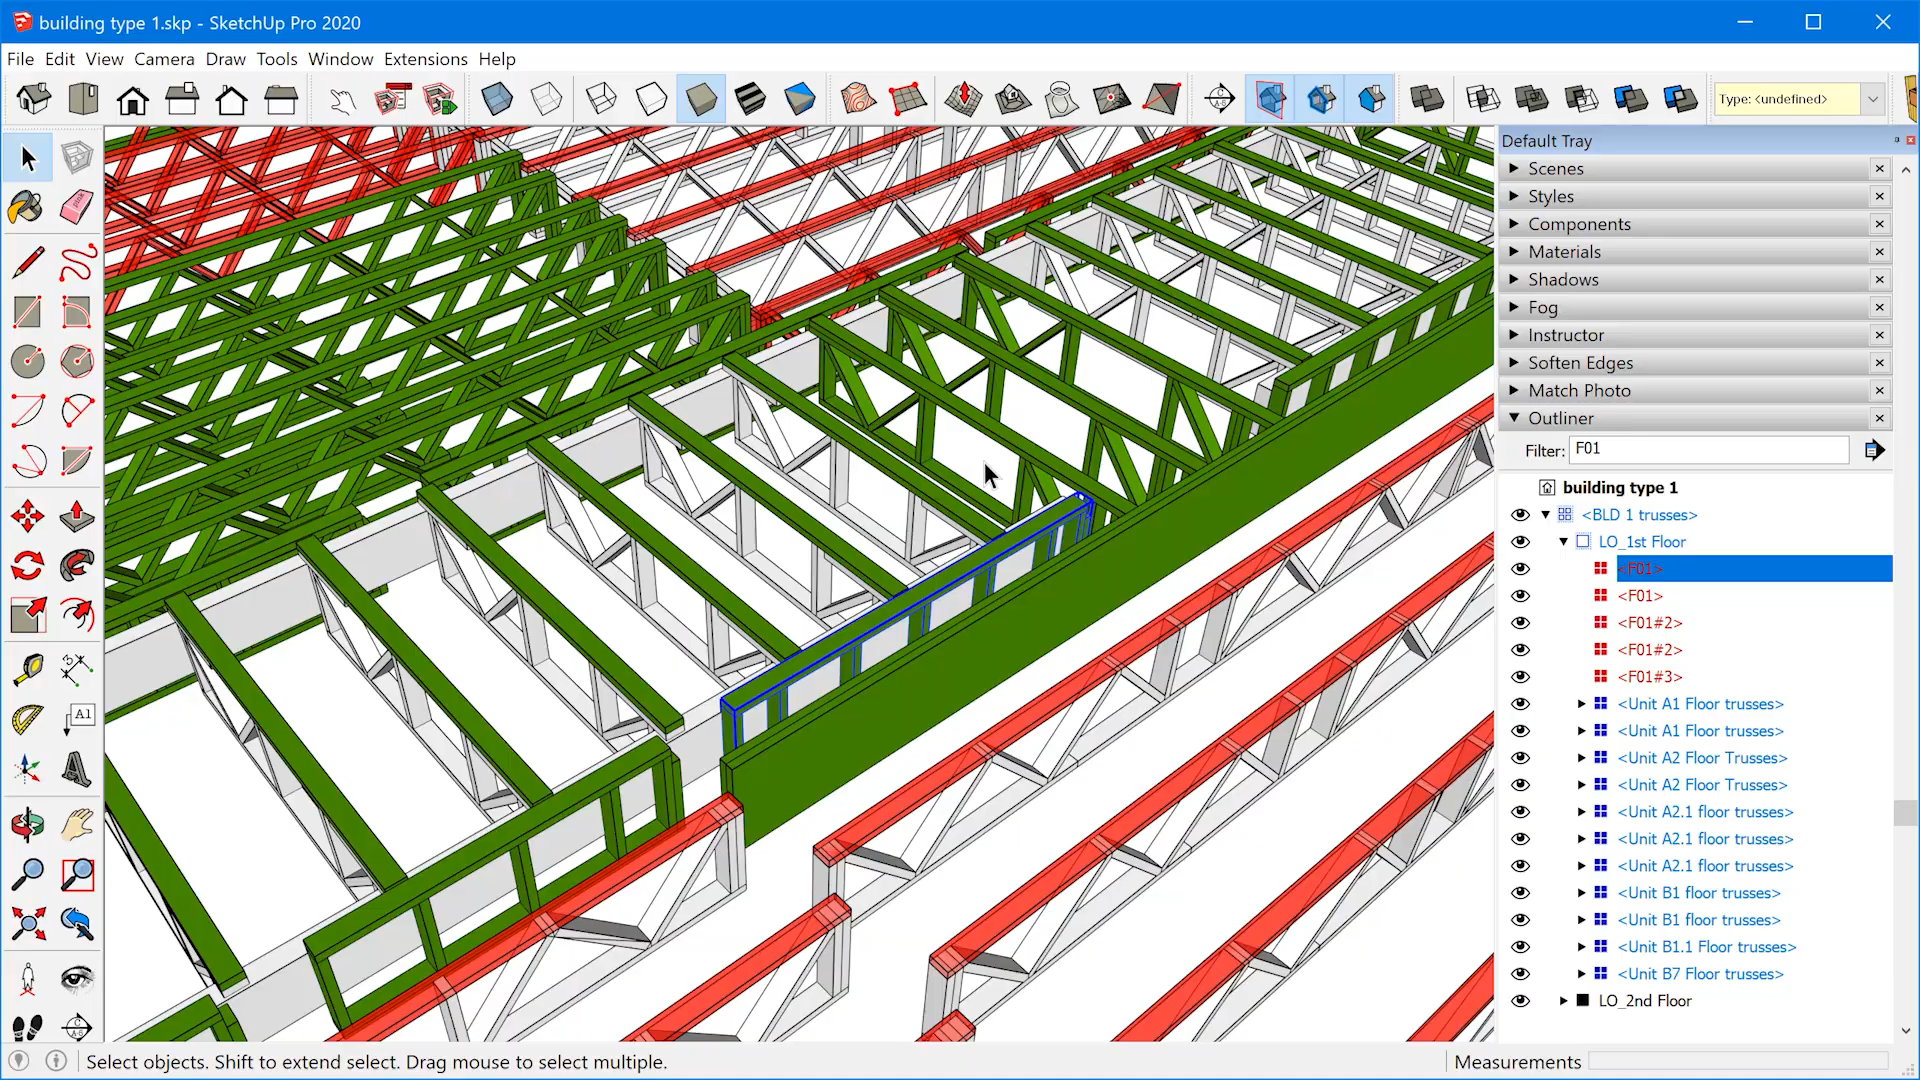 building type 1.skp - SketchUp Pro 2020
File Edit View Camera Draw Tools Window Extensions Help
Type: <undefined>
Default Tray
Scenes
Styles
Components
Materials
Shadows
Fog
Instructor
Soften Edges
Match Photo
Outliner
Filter: F01
building type 1
<BLD 1 trusses>
LO_1st Floor
<F01>
<F01>
<F01#2>
<F01#2>
<F01#3>
<Unit A1 Floor trusses>
<Unit A1 Floor trusses>
<Unit A2 Floor Trusses>
<Unit A2 Floor Trusses>
<Unit A2.1 floor trusses>
<Unit A2.1 floor trusses>
<Unit A2.1 floor trusses>
<Unit B1 floor trusses>
<Unit B1 floor trusses>
<Unit B1.1 Floor trusses>
<Unit B7 Floor trusses>
LO_2nd Floor
A1
Select objects. Shift to extend select. Drag mouse to select multiple.
Measurements